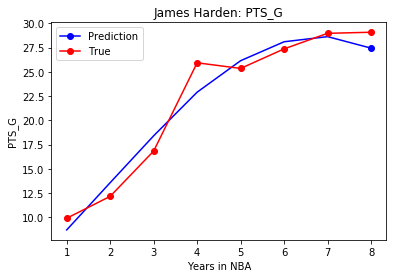 James Harden: PTS_G
Prediction
True
PTS_G
30.0
27.5
25.0
22.5
20.0
17.5
15.0
12.5
10.0
1 2 3 4 5 6 7 8
Years in NBA